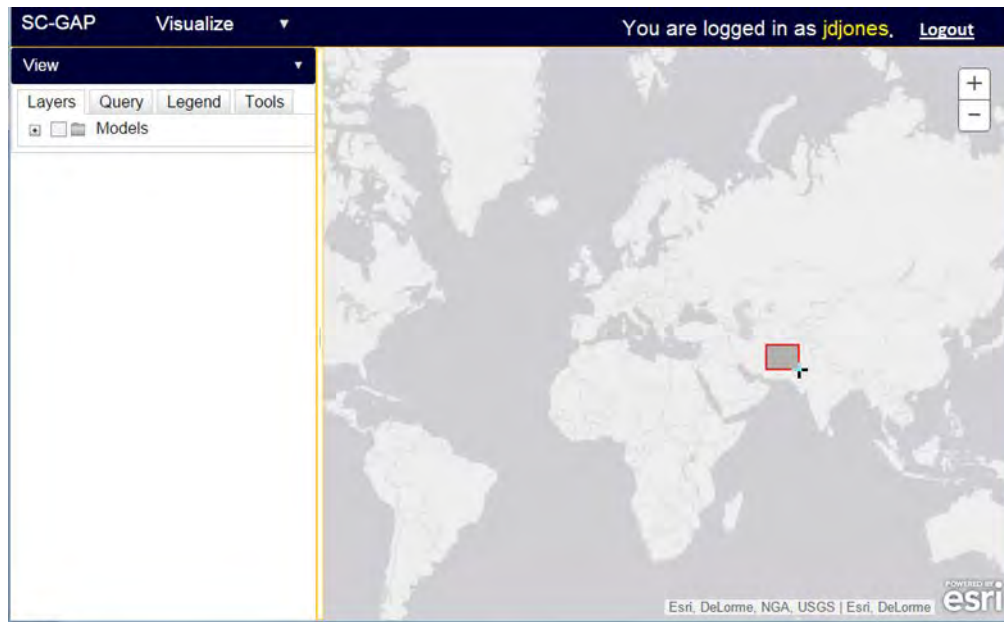 SC-GAP Visualize ▼ You are logged in as jdjones. Logout
View ▼
Layers Query Legend Tools
Models
+
−
POWERED BY
esri
Esri, DeLorme, NGA, USGS | Esri, DeLorme